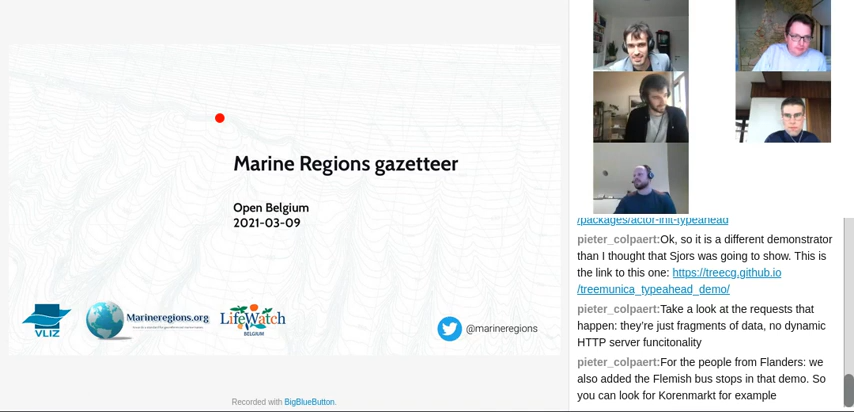 Marine Regions gazetteer
Open Belgium
2021-03-09
VLIZ
Marineregions.org
LifeWatch
BELGIUM
@marineregions
Recorded with BigBlueButton.
/packages/actor-init-typeahead
pieter_colpaert:Ok, so it is a different demonstrator
than I thought that Sjors was going to show. This is
the link to this one: https://treecg.github.io
/treemunica_typeahead_demo/
pieter_colpaert:Take a look at the requests that
happen: they're just fragments of data, no dynamic
HTTP server funcitonality
pieter_colpaert:For the people from Flanders: we
also added the Flemish bus stops in that demo. So
you can look for Korenmarkt for example